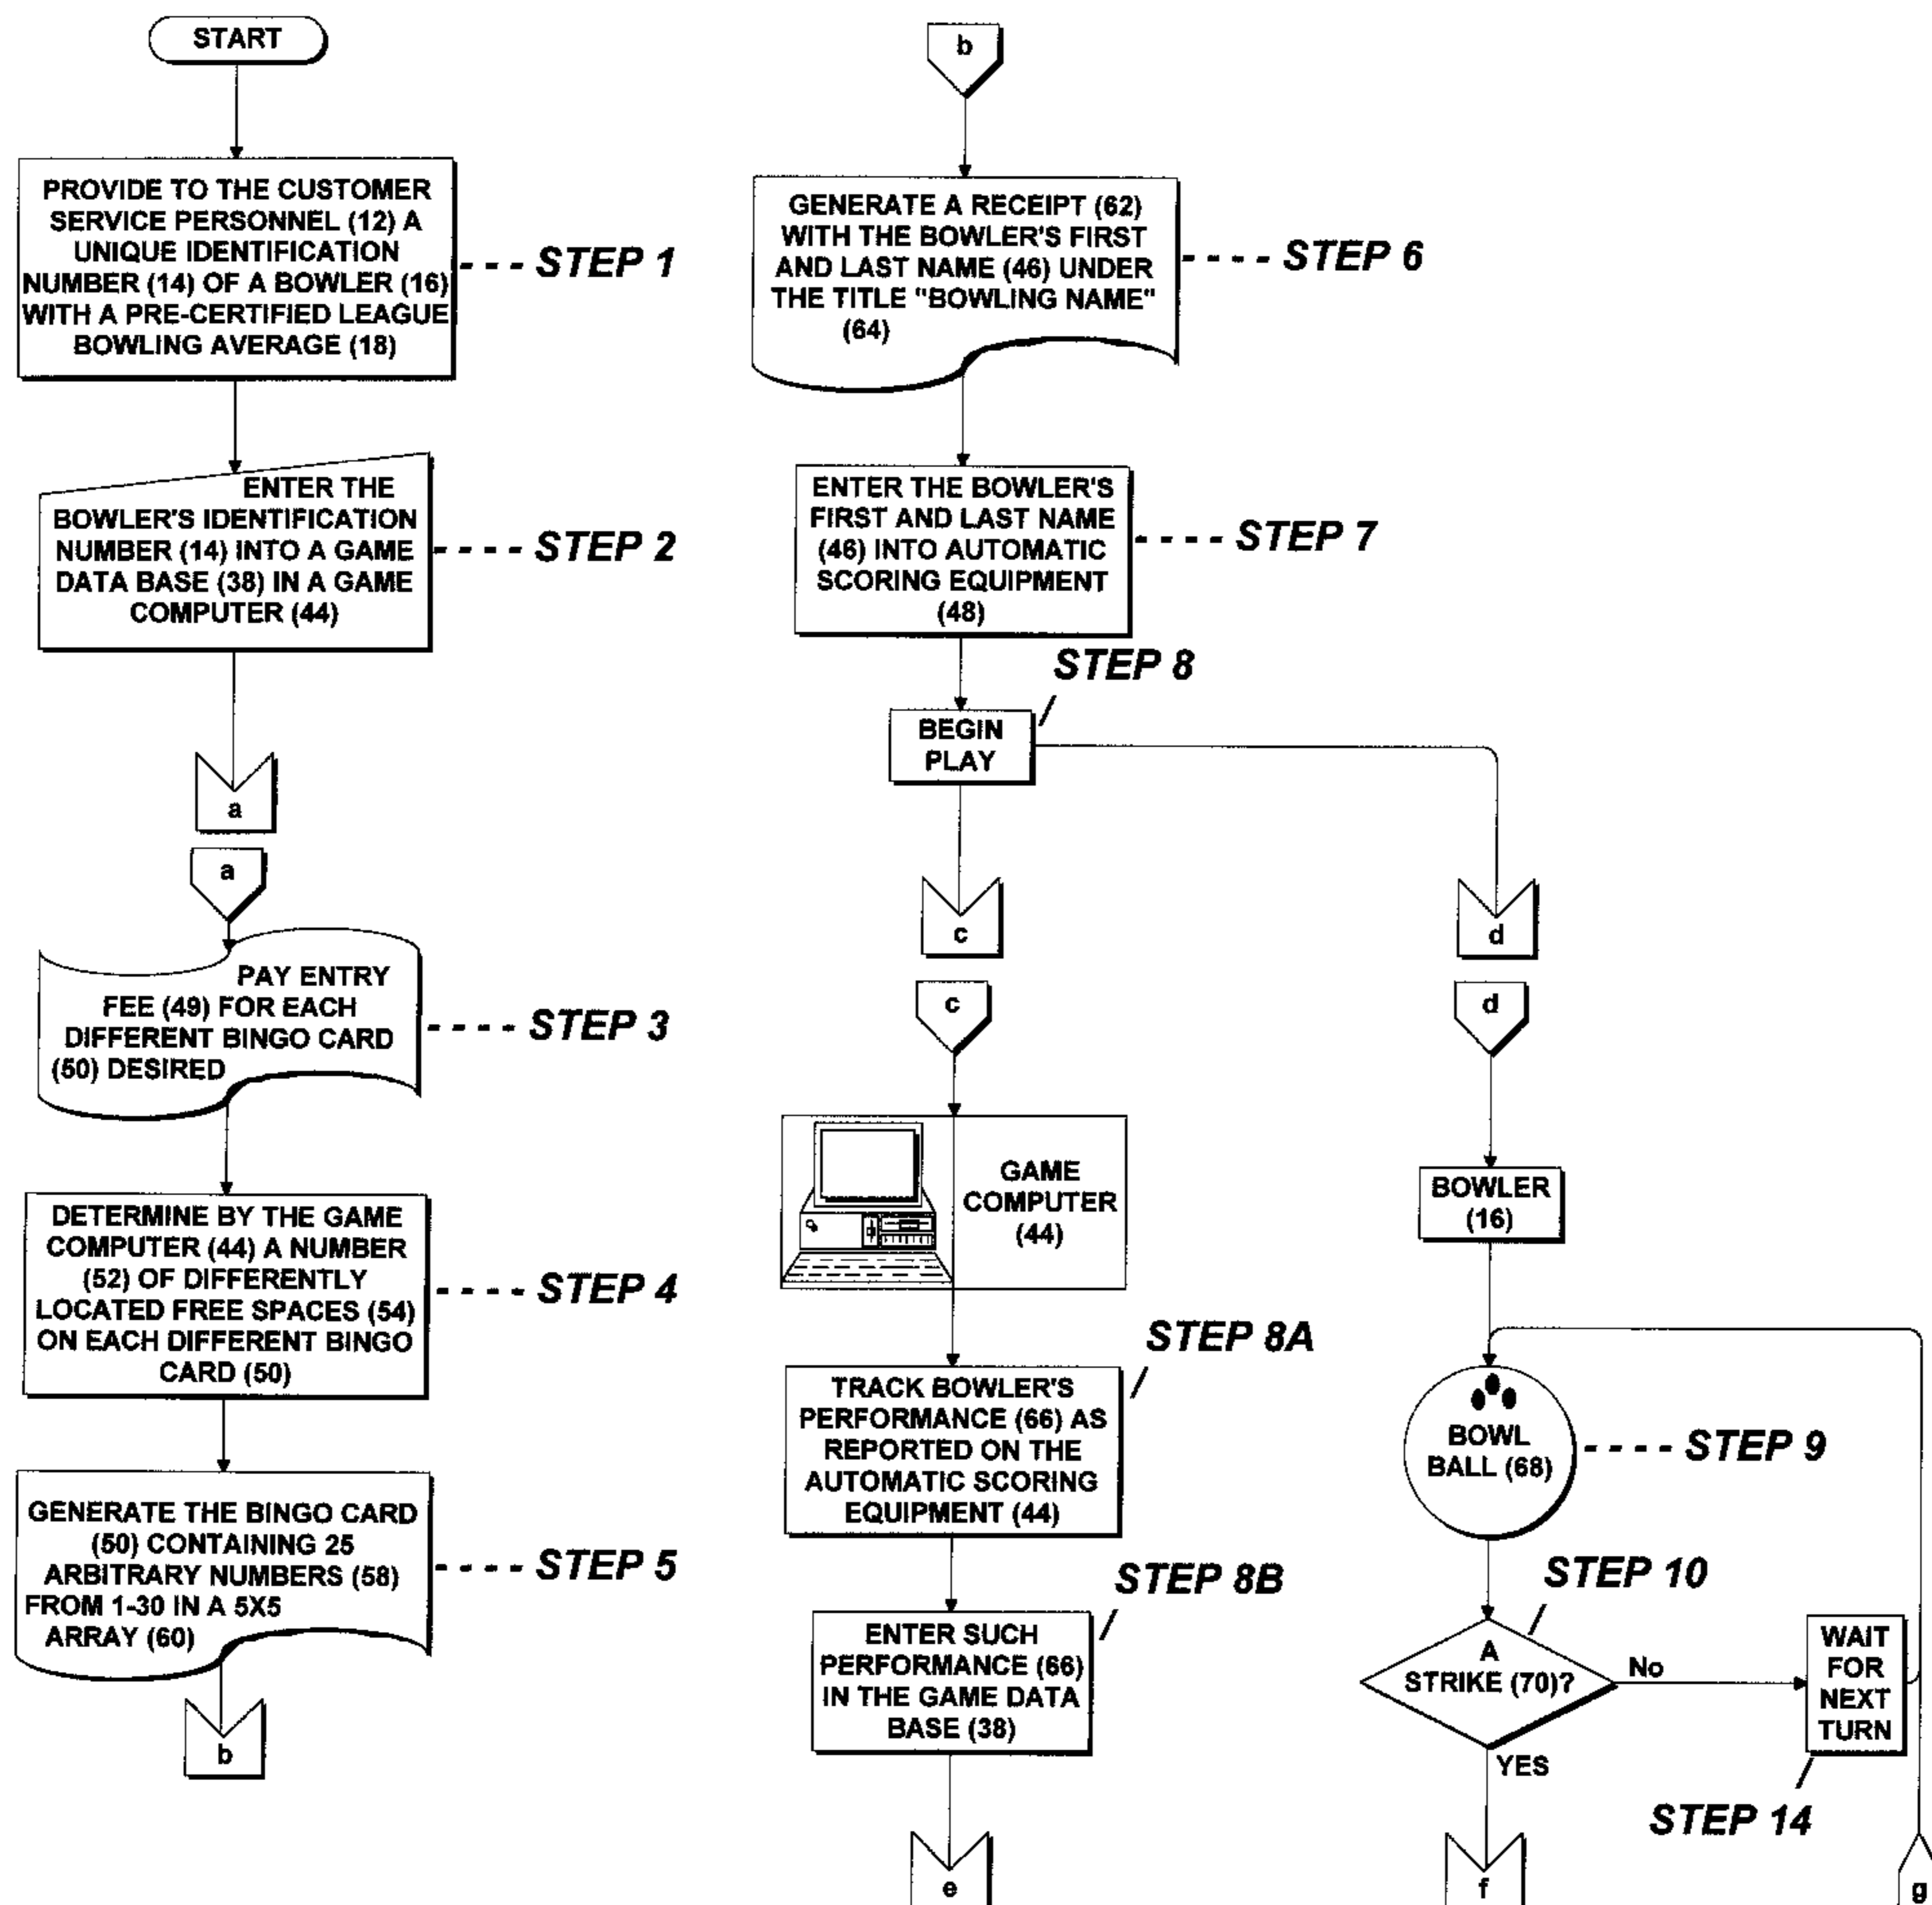 START
PROVIDE TO THE CUSTOMER
SERVICE PERSONNEL (12) A
UNIQUE IDENTIFICATION
NUMBER (14) OF A BOWLER (16)
WITH A PRE-CERTIFIED LEAGUE
BOWLING AVERAGE (18)
STEP 1
ENTER THE
BOWLER'S IDENTIFICATION
NUMBER (14) INTO A GAME
DATA BASE (38) IN A GAME
COMPUTER (44)
STEP 2
a
a
PAY ENTRY
FEE (49) FOR EACH
DIFFERENT BINGO CARD
(50) DESIRED
STEP 3
DETERMINE BY THE GAME
COMPUTER (44) A NUMBER
(52) OF DIFFERENTLY
LOCATED FREE SPACES (54)
ON EACH DIFFERENT BINGO
CARD (50)
STEP 4
GENERATE THE BINGO CARD
(50) CONTAINING 25
ARBITRARY NUMBERS (58)
FROM 1-30 IN A 5X5
ARRAY (60)
STEP 5
b
b
GENERATE A RECEIPT (62)
WITH THE BOWLER'S FIRST
AND LAST NAME (46) UNDER
THE TITLE "BOWLING NAME"
(64)
STEP 6
ENTER THE BOWLER'S
FIRST AND LAST NAME
(46) INTO AUTOMATIC
SCORING EQUIPMENT
(48)
STEP 7
STEP 8
BEGIN
PLAY
c
c
GAME
COMPUTER
(44)
STEP 8A
TRACK BOWLER'S
PERFORMANCE (66) AS
REPORTED ON THE
AUTOMATIC SCORING
EQUIPMENT (44)
STEP 8B
ENTER SUCH
PERFORMANCE (66)
IN THE GAME DATA
BASE (38)
e
d
d
BOWLER
(16)
BOWL
BALL (68)
STEP 9
STEP 10
A
STRIKE (70)?
No
WAIT
FOR
NEXT
TURN
YES
STEP 14
f
g